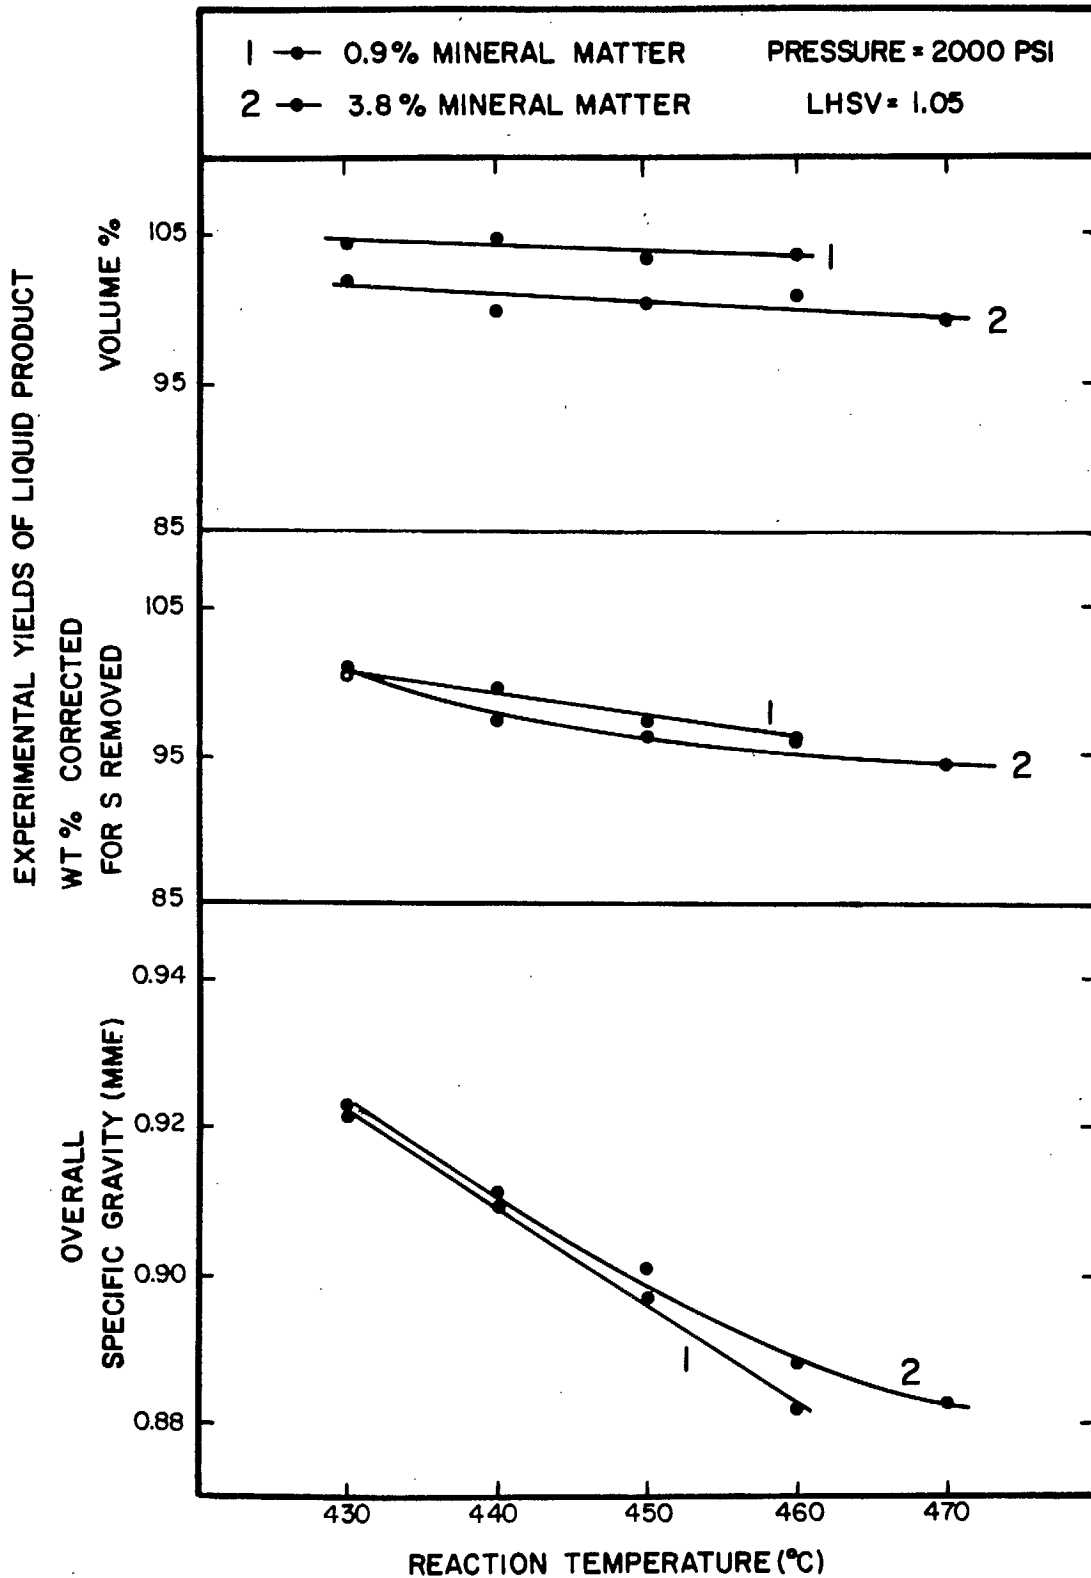 1 0.9% MINERAL MATTER PRESSURE = 2000 PSI
2 3.8% MINERAL MATTER LHSV = 1.05
EXPERIMENTAL YIELDS OF LIQUID PRODUCT
VOLUME %
105
95
85
1
2
WT % CORRECTED
FOR S REMOVED
105
95
85
1
2
OVERALL
SPECIFIC GRAVITY (MMF)
0.94
0.92
0.90
0.88
1
2
430 440 450 460 470
REACTION TEMPERATURE (°C)